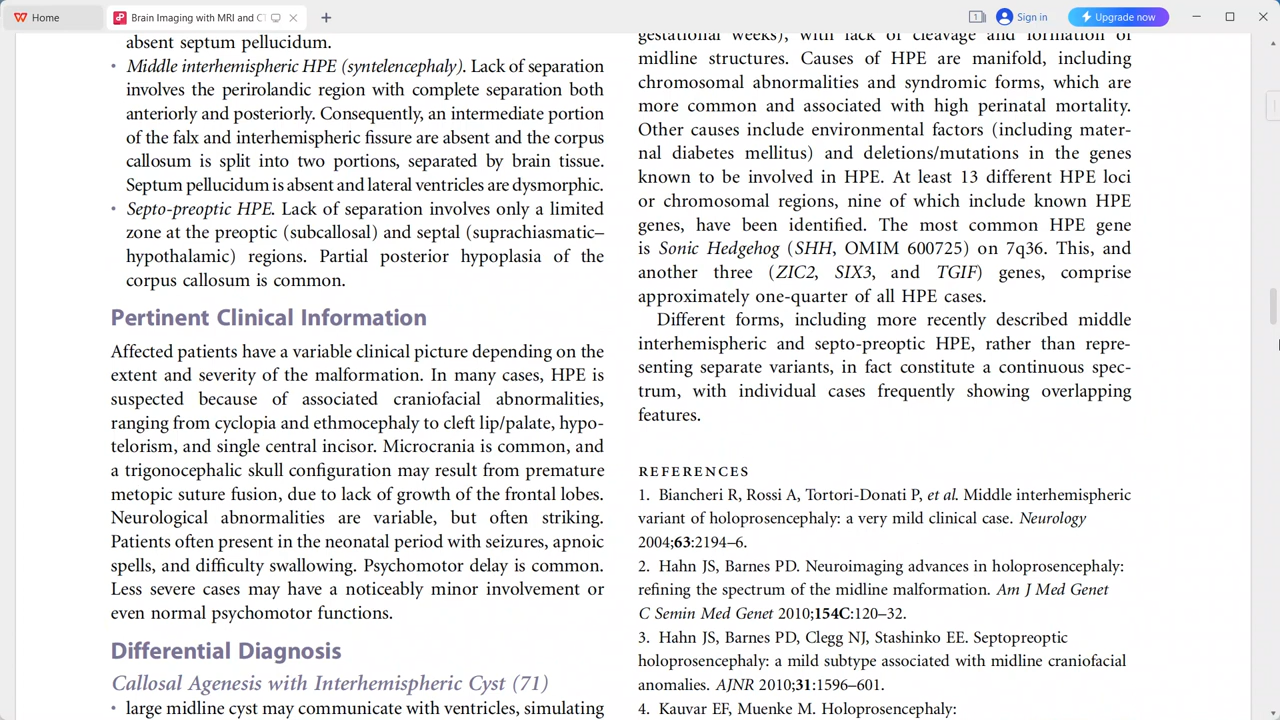 Home
Brain Imaging with MRI and C
Sign in
Upgrade now
absent septum pellucidum.
• Middle interhemispheric HPE (syntelencephaly). Lack of separation
involves the perirolandic region with complete separation both
anteriorly and posteriorly. Consequently, an intermediate portion
of the falx and interhemispheric fissure are absent and the corpus
callosum is split into two portions, separated by brain tissue.
Septum pellucidum is absent and lateral ventricles are dysmorphic.
• Septo-preoptic HPE. Lack of separation involves only a limited
zone at the preoptic (subcallosal) and septal (suprachiasmatic–
hypothalamic) regions. Partial posterior hypoplasia of the
corpus callosum is common.
Pertinent Clinical Information
Affected patients have a variable clinical picture depending on the
extent and severity of the malformation. In many cases, HPE is
suspected because of associated craniofacial abnormalities,
ranging from cyclopia and ethmocephaly to cleft lip/palate, hypo-
telorism, and single central incisor. Microcrania is common, and
a trigonocephalic skull configuration may result from premature
metopic suture fusion, due to lack of growth of the frontal lobes.
Neurological abnormalities are variable, but often striking.
Patients often present in the neonatal period with seizures, apnoic
spells, and difficulty swallowing. Psychomotor delay is common.
Less severe cases may have a noticeably minor involvement or
even normal psychomotor functions.
Differential Diagnosis
Callosal Agenesis with Interhemispheric Cyst (71)
• large midline cyst may communicate with ventricles, simulating
gestational weeks), with lack of cleavage and formation of
midline structures. Causes of HPE are manifold, including
chromosomal abnormalities and syndromic forms, which are
more common and associated with high perinatal mortality.
Other causes include environmental factors (including mater-
nal diabetes mellitus) and deletions/mutations in the genes
known to be involved in HPE. At least 13 different HPE loci
or chromosomal regions, nine of which include known HPE
genes, have been identified. The most common HPE gene
is Sonic Hedgehog (SHH, OMIM 600725) on 7q36. This, and
another three (ZIC2, SIX3, and TGIF) genes, comprise
approximately one-quarter of all HPE cases.
Different forms, including more recently described middle
interhemispheric and septo-preoptic HPE, rather than repre-
senting separate variants, in fact constitute a continuous spec-
trum, with individual cases frequently showing overlapping
features.
REFERENCES
1. Biancheri R, Rossi A, Tortori-Donati P, et al. Middle interhemispheric
variant of holoprosencephaly: a very mild clinical case. Neurology
2004;63:2194–6.
2. Hahn JS, Barnes PD. Neuroimaging advances in holoprosencephaly:
refining the spectrum of the midline malformation. Am J Med Genet
C Semin Med Genet 2010;154C:120–32.
3. Hahn JS, Barnes PD, Clegg NJ, Stashinko EE. Septopreoptic
holoprosencephaly: a mild subtype associated with midline craniofacial
anomalies. AJNR 2010;31:1596–601.
4. Kauvar EF, Muenke M. Holoprosencephaly: